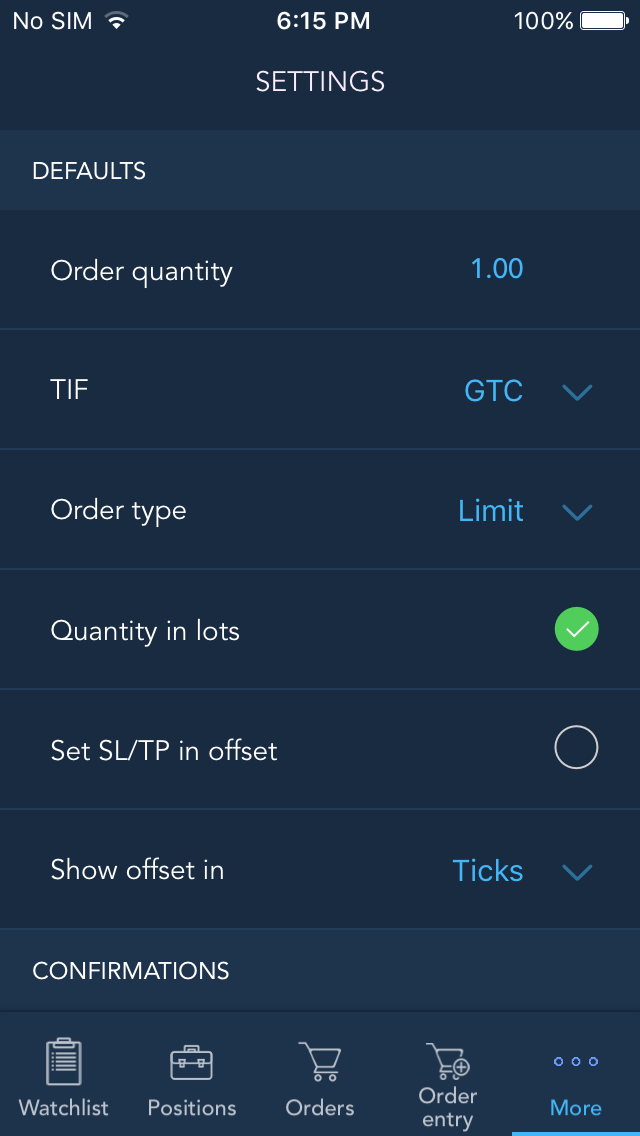 No SIM 6:15 PM 100%
SETTINGS
DEFAULTS
Order quantity 1.00
TIF GTC
Order type Limit
Quantity in lots
Set SL/TP in offset
Show offset in Ticks
CONFIRMATIONS
Watchlist Positions Orders Order entry More